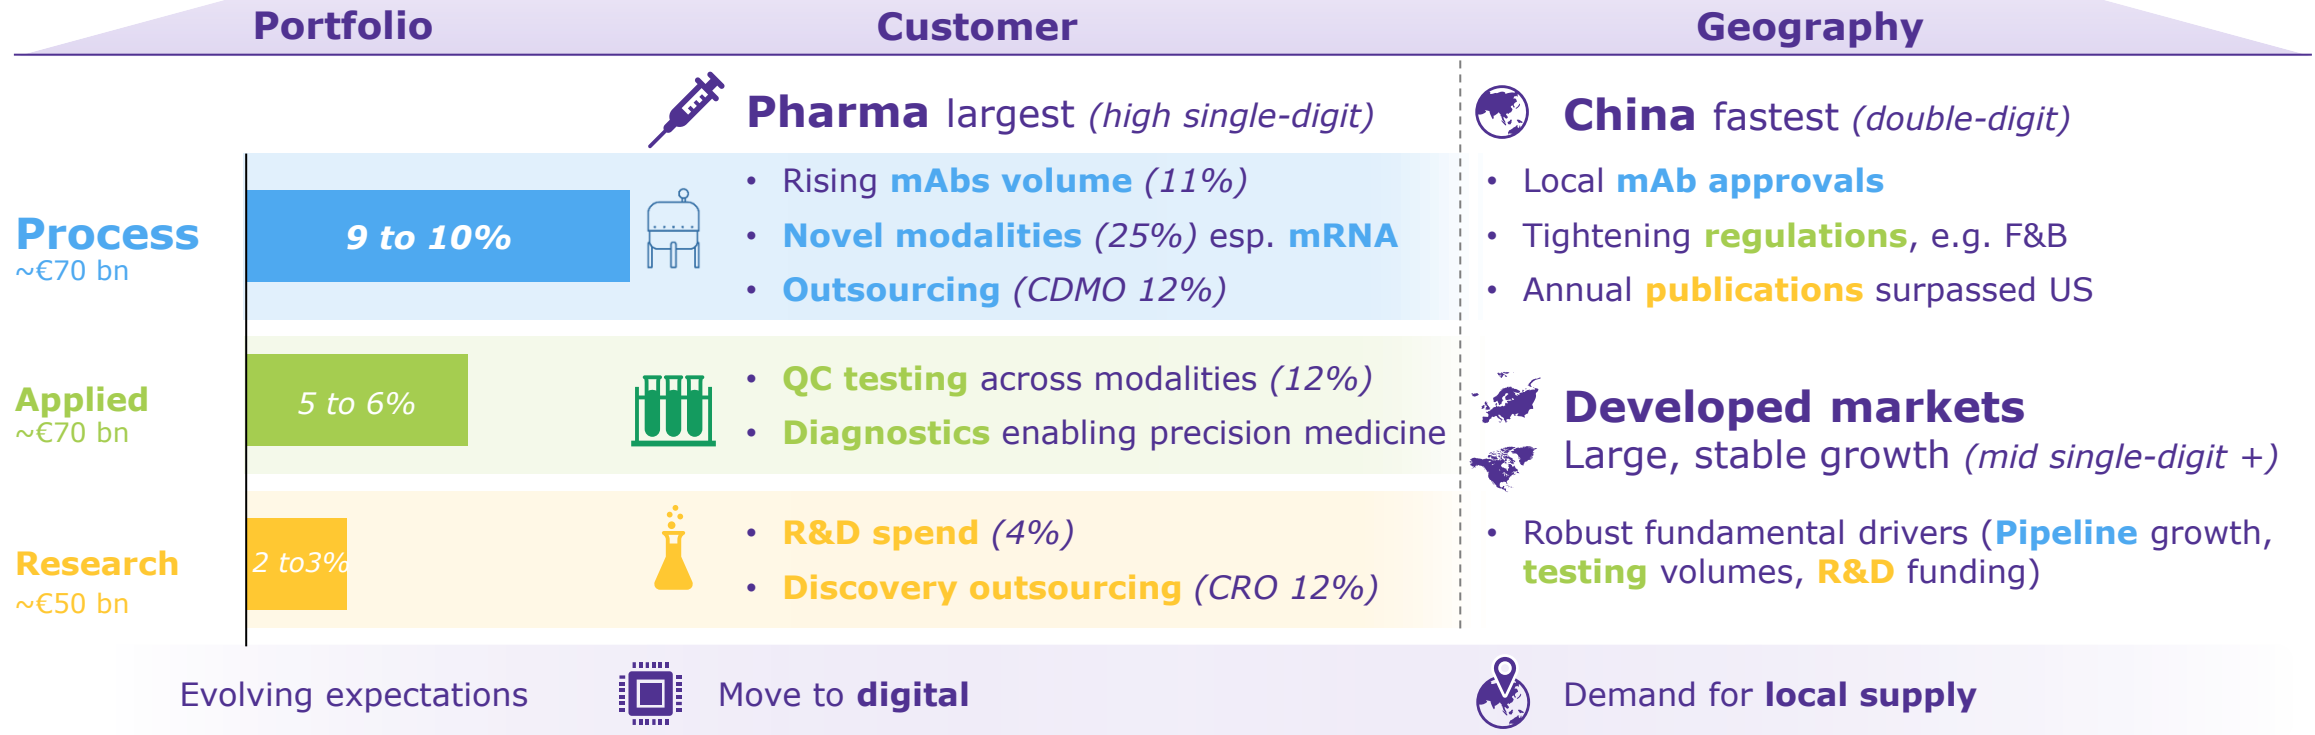 Portfolio
Customer
Geography
Pharma largest (high single-digit)
China fastest (double-digit)
Process
~€70 bn
9 to 10%
• Rising mAbs volume (11%)
• Novel modalities (25%) esp. mRNA
• Outsourcing (CDMO 12%)
• Local mAb approvals
• Tightening regulations, e.g. F&B
• Annual publications surpassed US
Applied
~€70 bn
5 to 6%
• QC testing across modalities (12%)
• Diagnostics enabling precision medicine
Developed markets
Large, stable growth (mid single-digit +)
Research
~€50 bn
2 to3%
• R&D spend (4%)
• Discovery outsourcing (CRO 12%)
• Robust fundamental drivers (Pipeline growth,
testing volumes, R&D funding)
Evolving expectations
Move to digital
Demand for local supply